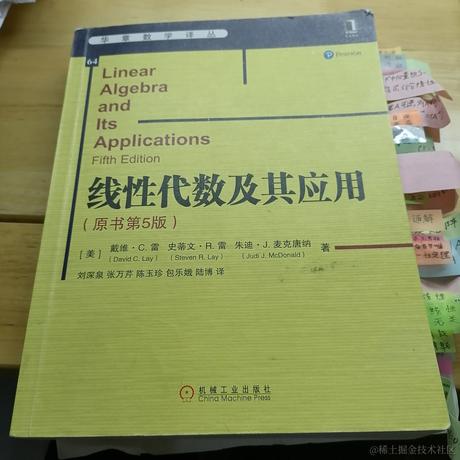 华章数学译丛
64
Pearson
Linear
Algebra
and
Its
Applications
Fifth Edition
线性代数及其应用
(原书第5版)
[美] 戴维·C.雷 史蒂文·R.雷 朱迪·J.麦克唐纳 著
(David C. Lay) (Steven R. Lay) (Judi J. McDonald)
刘深泉 张万芹 陈玉珍 包乐娥 陆博 译
机械工业出版社
China Machine Press
@稀土掘金技术社区